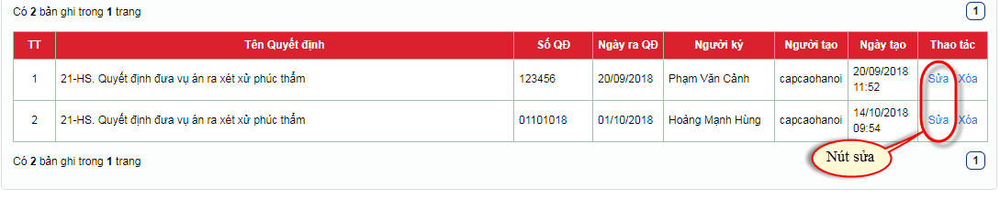 Có 2 bản ghi trong 1 trang 1
TT Tên Quyết định Số QĐ Ngày ra QĐ Người ký Người tạo Ngày tạo Thao tác
1 21-HS. Quyết định đưa vụ án ra xét xử phúc thẩm 123456 20/09/2018 Phạm Văn Cảnh capcaohanoi 20/09/2018 Sửa Xóa
11:52
2 21-HS. Quyết định đưa vụ án ra xét xử phúc thẩm 01101018 01/10/2018 Hoàng Mạnh Hùng capcaohanoi 14/10/2018 Sửa Xóa
09:54
Có 2 bản ghi trong 1 trang 1
Nút sửa